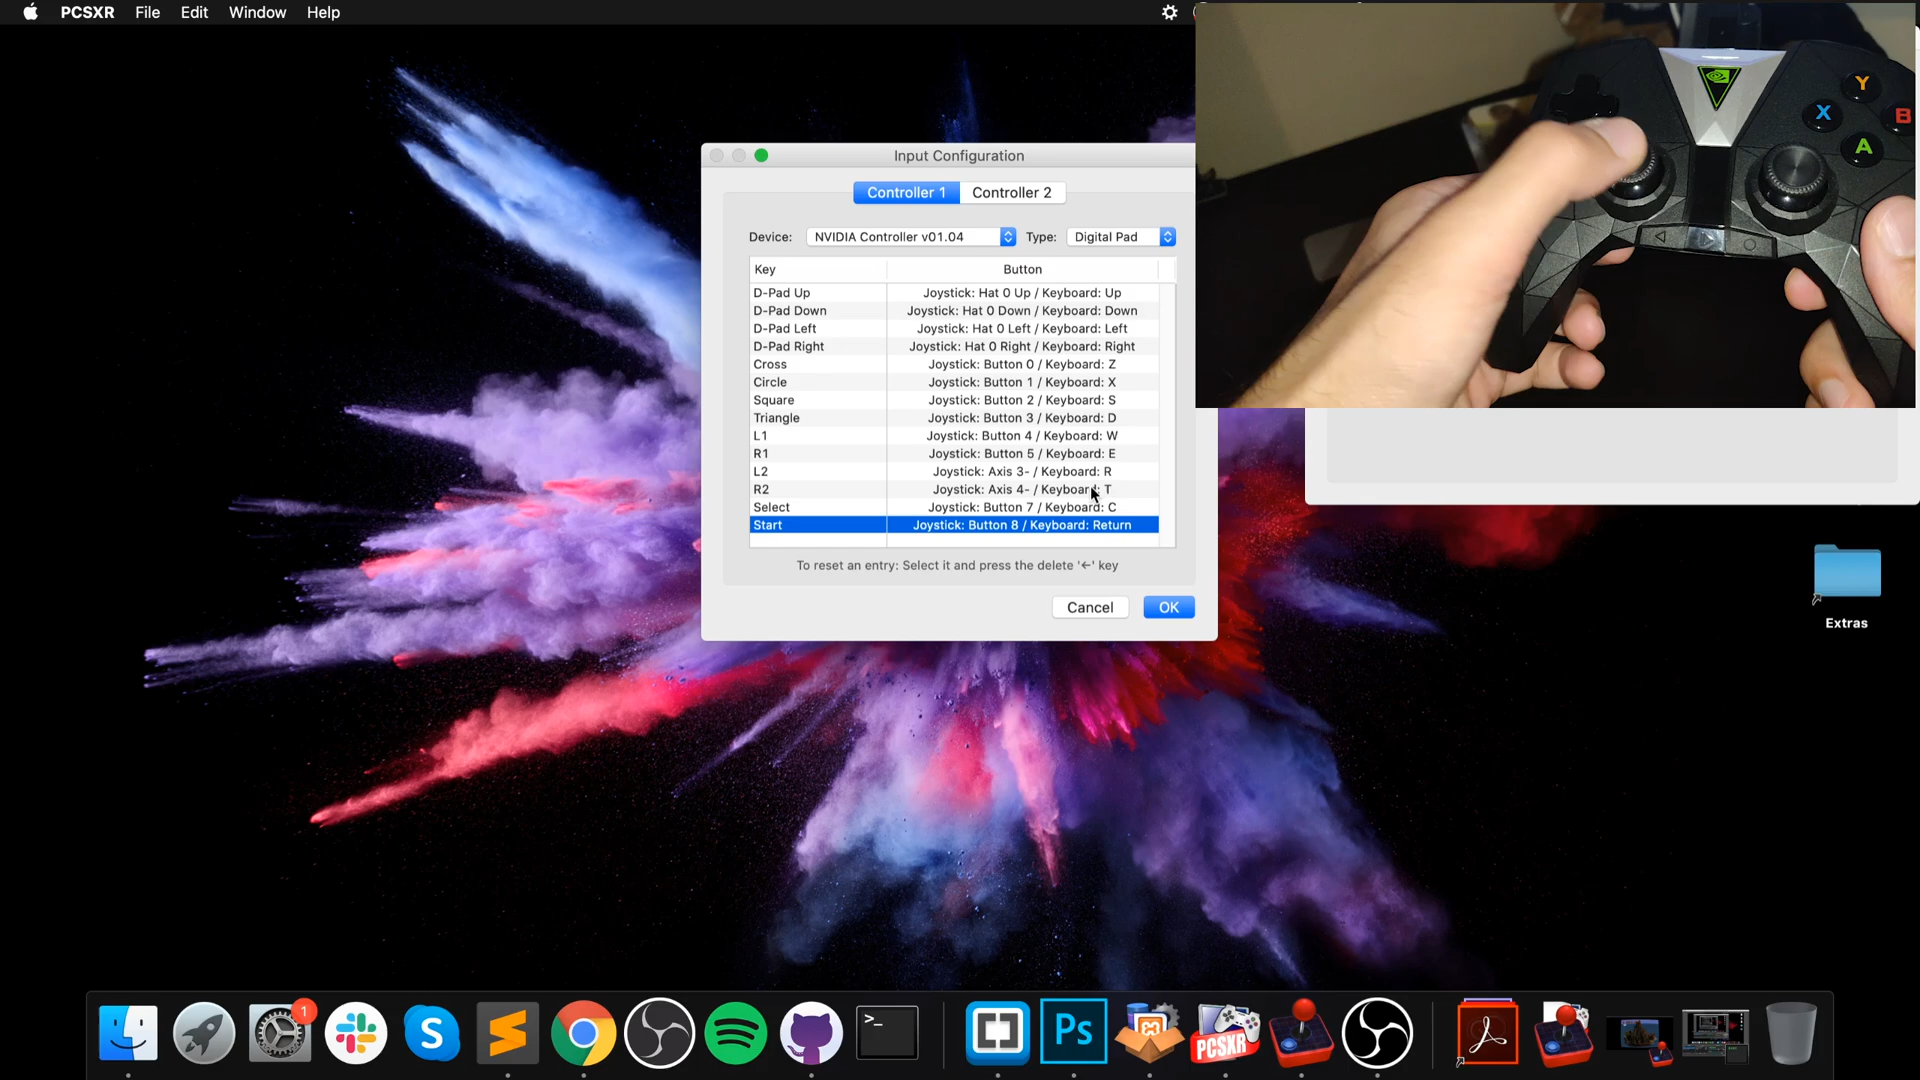 PCSXR File Edit Window Help
Input Configuration
Controller 1 Controller 2
Device: NVIDIA Controller v01.04 Type: Digital Pad
Key Button
D-Pad Up Joystick: Hat 0 Up / Keyboard: Up
D-Pad Down Joystick: Hat 0 Down / Keyboard: Down
D-Pad Left Joystick: Hat 0 Left / Keyboard: Left
D-Pad Right Joystick: Hat 0 Right / Keyboard: Right
Cross Joystick: Button 0 / Keyboard: Z
Circle Joystick: Button 1 / Keyboard: X
Square Joystick: Button 2 / Keyboard: S
Triangle Joystick: Button 3 / Keyboard: D
L1 Joystick: Button 4 / Keyboard: W
R1 Joystick: Button 5 / Keyboard: E
L2 Joystick: Axis 3- / Keyboard: R
R2 Joystick: Axis 4- / Keyboard: T
Select Joystick: Button 7 / Keyboard: C
Start Joystick: Button 8 / Keyboard: Return
To reset an entry: Select it and press the delete '←' key
Cancel OK
Y
X B
A
Extras
1
S
>_
Ps
PCSXR